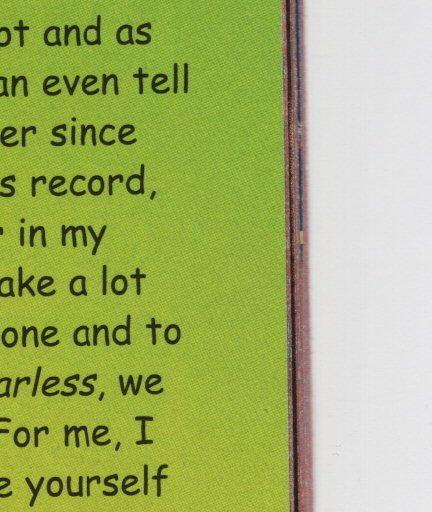 ot and as
an even tell
er since
s record,
r in my
ake a lot
one and to
arless, we
For me, I
e yourself